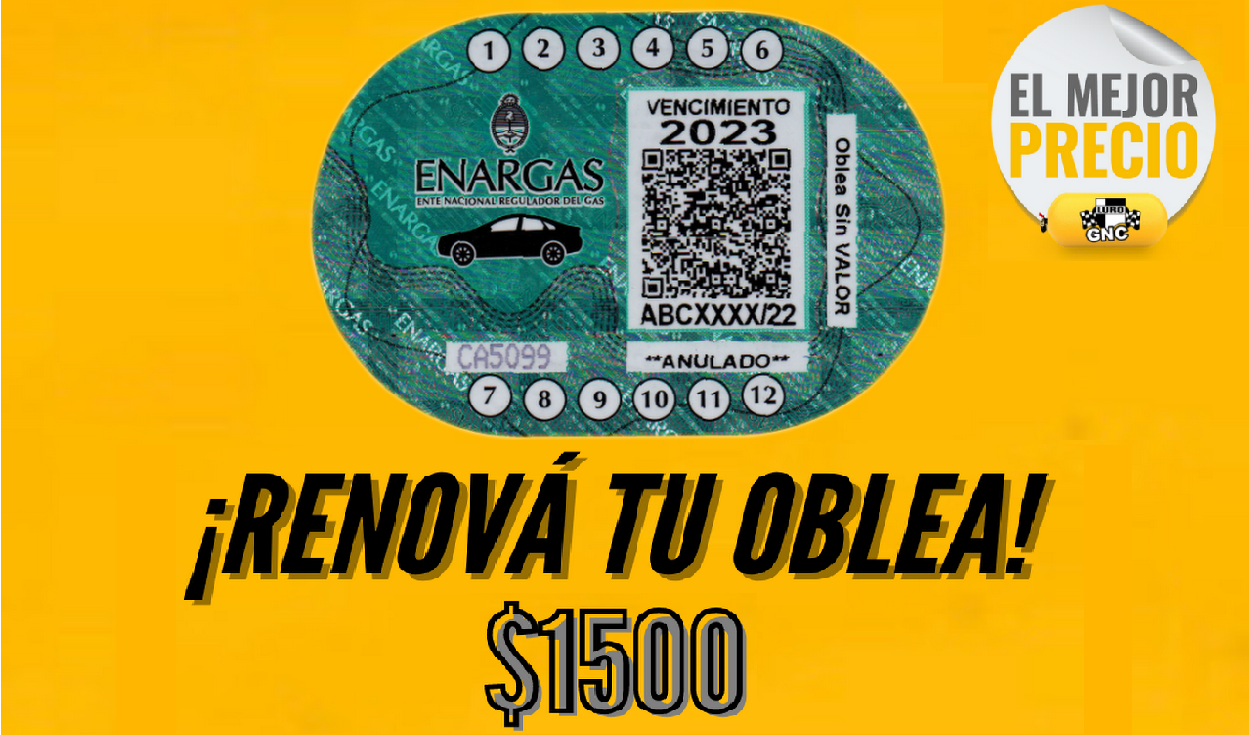 1 2 3 4 5 6
EL MEJOR
PRECIO
EURO
GNC
VENCIMIENTO
2023
ENARGAS
ENTE NACIONAL REGULADOR DEL GAS
Oblea Sin VALOR
ABCXXXX/22
CA5099
**ANULADO**
7 8 9 10 11 12
¡RENOVÁ TU OBLEA!
$1500